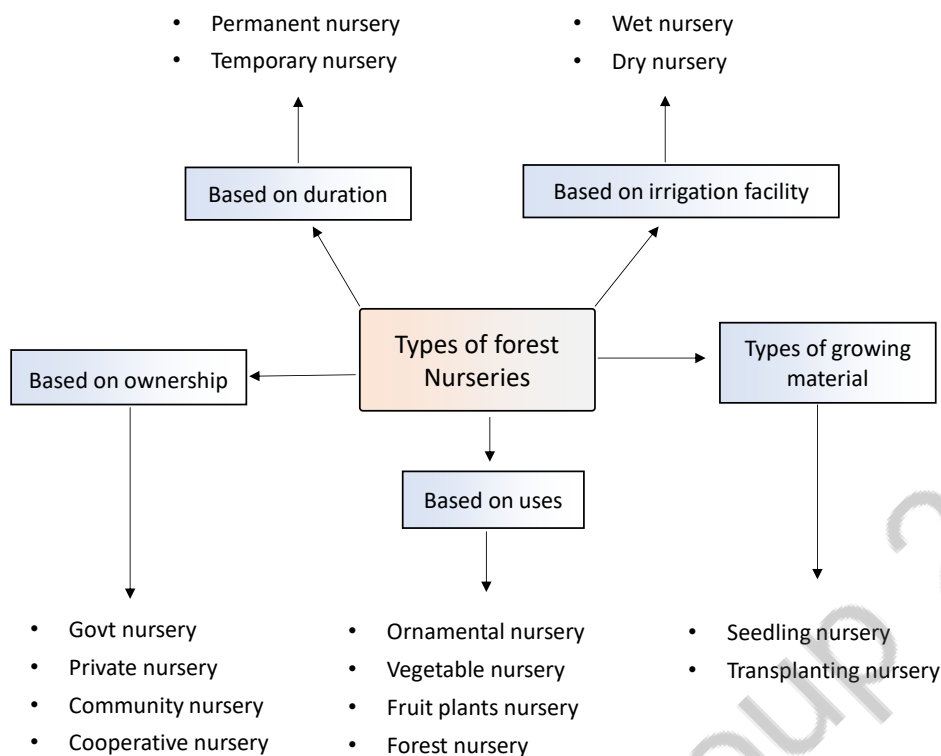 • Permanent nursery
• Temporary nursery
• Wet nursery
• Dry nursery
Based on duration
Based on irrigation facility
Types of forest
Nurseries
Types of growing
material
Based on ownership
Based on uses
• Govt nursery
• Private nursery
• Community nursery
• Cooperative nursery
• Ornamental nursery
• Vegetable nursery
• Fruit plants nursery
• Forest nursery
• Seedling nursery
• Transplanting nursery